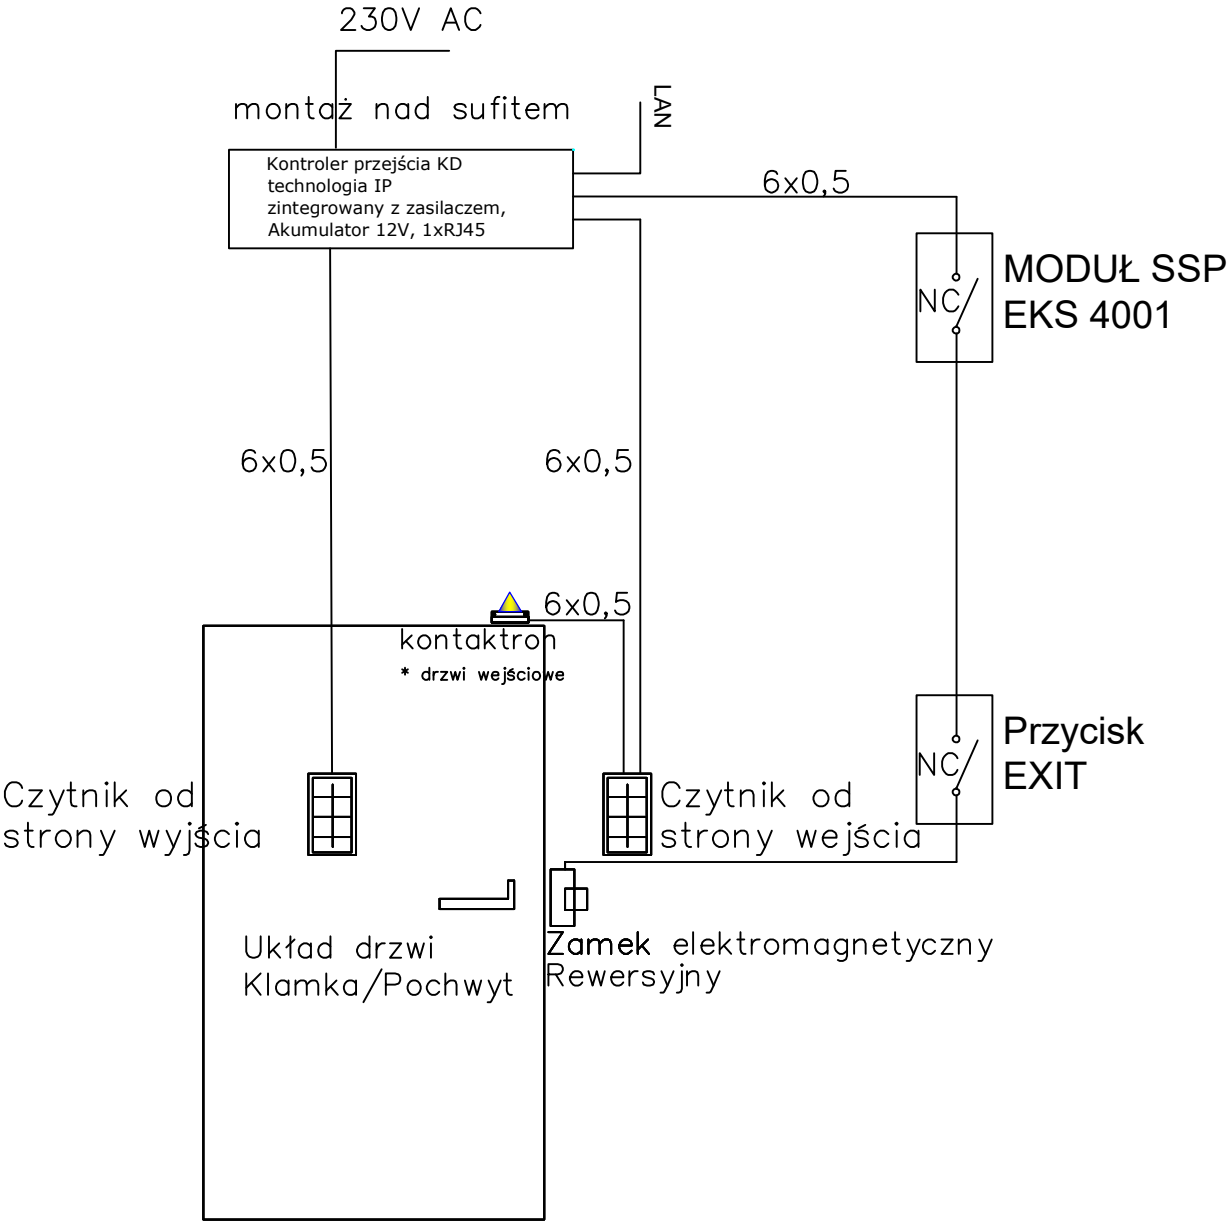 230V AC
montaż nad sufitem
LAN
Kontroler przejścia KD
technologia IP
zintegrowany z zasilaczem,
Akumulator 12V, 1xRJ45
6x0,5
MODUŁ SSP
EKS 4001
NC
6x0,5
6x0,5
6x0,5
kontaktron
* drzwi wejściowe
Przycisk
EXIT
NC
Czytnik od
strony wyjścia
Czytnik od
strony wejścia
Układ drzwi
Klamka/Pochwyt
Zamek elektromagnetyczny
Rewersyjny